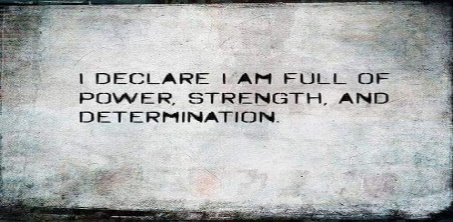 I DECLARE I AM FULL OF
POWER, STRENGTH, AND
DETERMINATION.